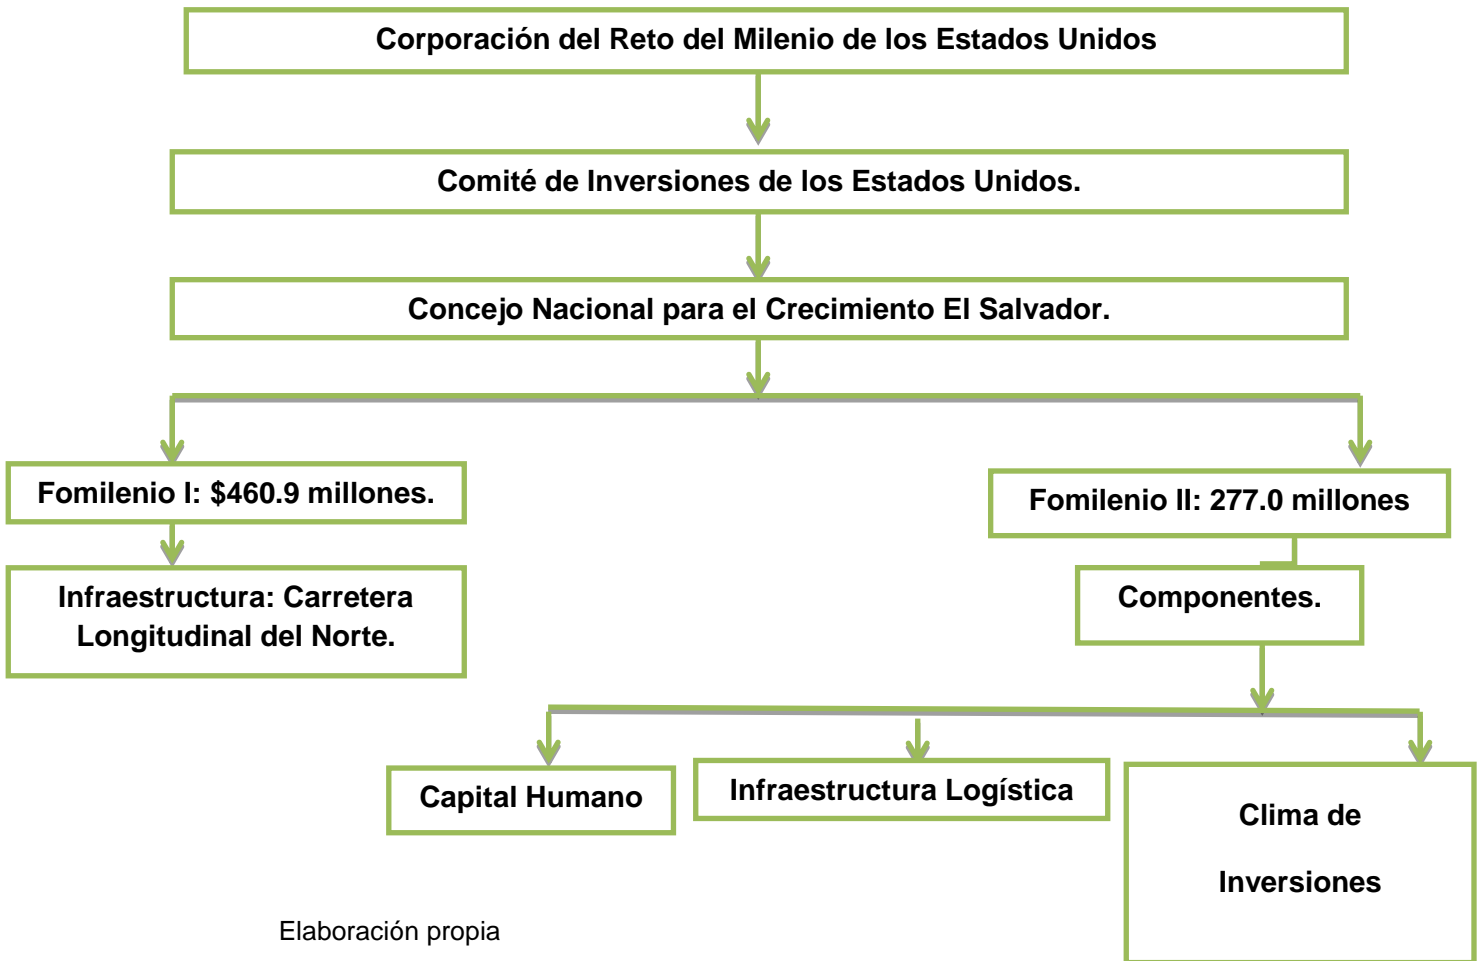 Corporación del Reto del Milenio de los Estados Unidos
Comité de Inversiones de los Estados Unidos.
Concejo Nacional para el Crecimiento El Salvador.
Fomilenio I: $460.9 millones.
Fomilenio II: 277.0 millones
Infraestructura: Carretera
Longitudinal del Norte.
Componentes.
Capital Humano
Infraestructura Logística
Clima de
Inversiones
Elaboración propia